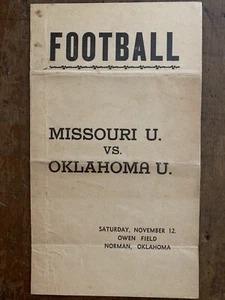 FOOTBALL
MISSOURI U.
VS.
OKLAHOMA U.
SATURDAY, NOVEMBER 12.
OWEN FIELD
NORMAN, OKLAHOMA